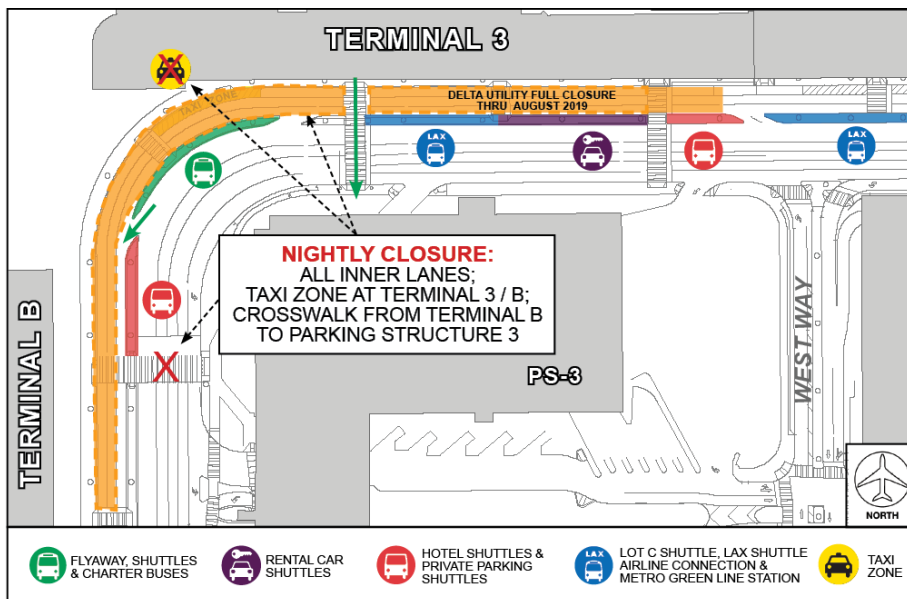 TERMINAL 3
DELTA UTILITY FULL CLOSURE
THRU AUGUST 2019
TAXI ZONE
LAX
LAX
NIGHTLY CLOSURE:
ALL INNER LANES;
TAXI ZONE AT TERMINAL 3 / B;
CROSSWALK FROM TERMINAL B
TO PARKING STRUCTURE 3
TERMINAL B
PS-3
WEST WAY
NORTH
FLYAWAY, SHUTTLES
& CHARTER BUSES
RENTAL CAR
SHUTTLES
HOTEL SHUTTLES &
PRIVATE PARKING
SHUTTLES
LAX
LOT C SHUTTLE, LAX SHUTTLE
AIRLINE CONNECTION &
METRO GREEN LINE STATION
TAXI
ZONE